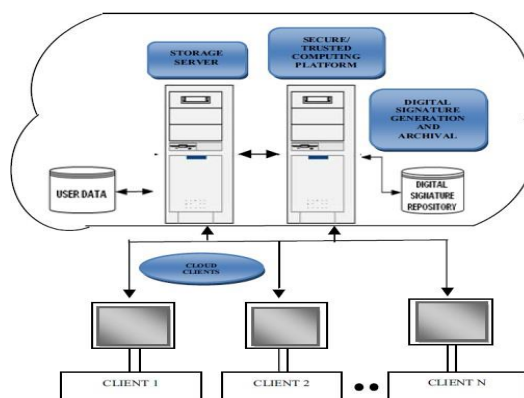 STORAGE
SERVER
SECURE/
TRUSTED
COMPUTING
PLATFORM
DIGITAL
SIGNATURE
GENERATION
AND
ARCHIVAL
USER DATA
DIGITAL
SIGNATURE
REPOSITORY
CLOUD
CLIENTS
CLIENT 1
CLIENT 2
CLIENT N